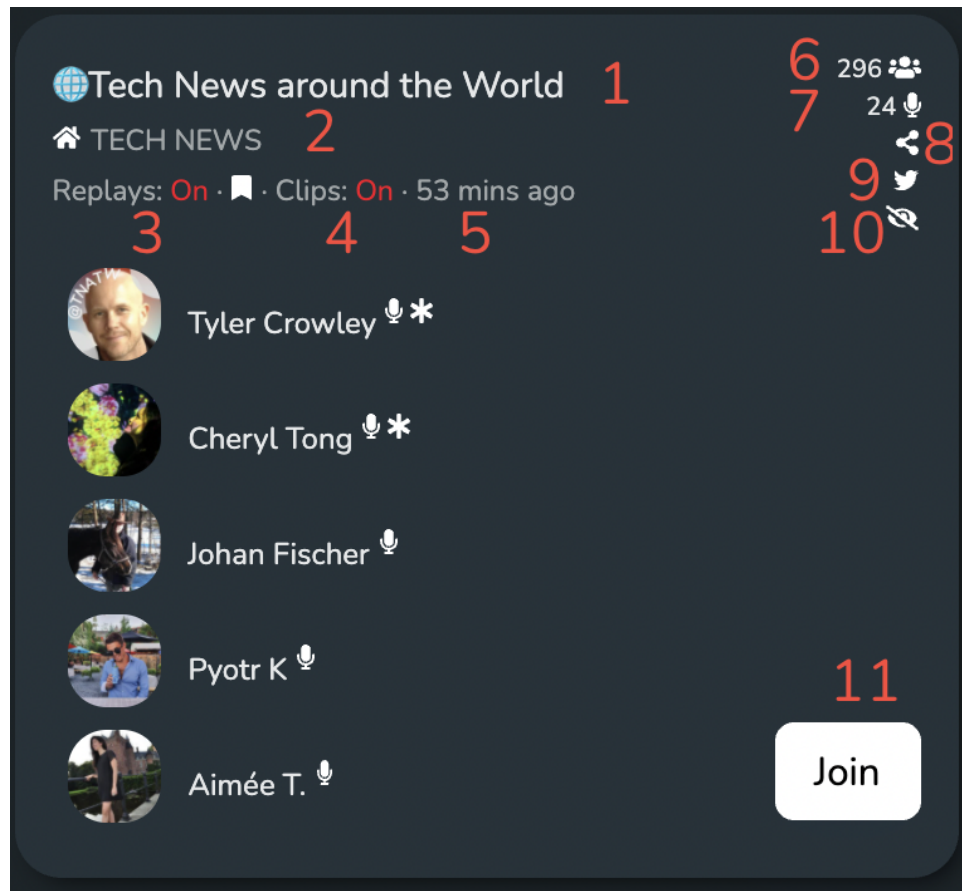 Tech News around the World 1
TECH NEWS 2
Replays: On · · Clips: On · 53 mins ago
3 4 5
6 296
7 24
8
9
10
@TNATW
Tyler Crowley
Cheryl Tong
Johan Fischer
Pyotr K
Aimée T.
11
Join